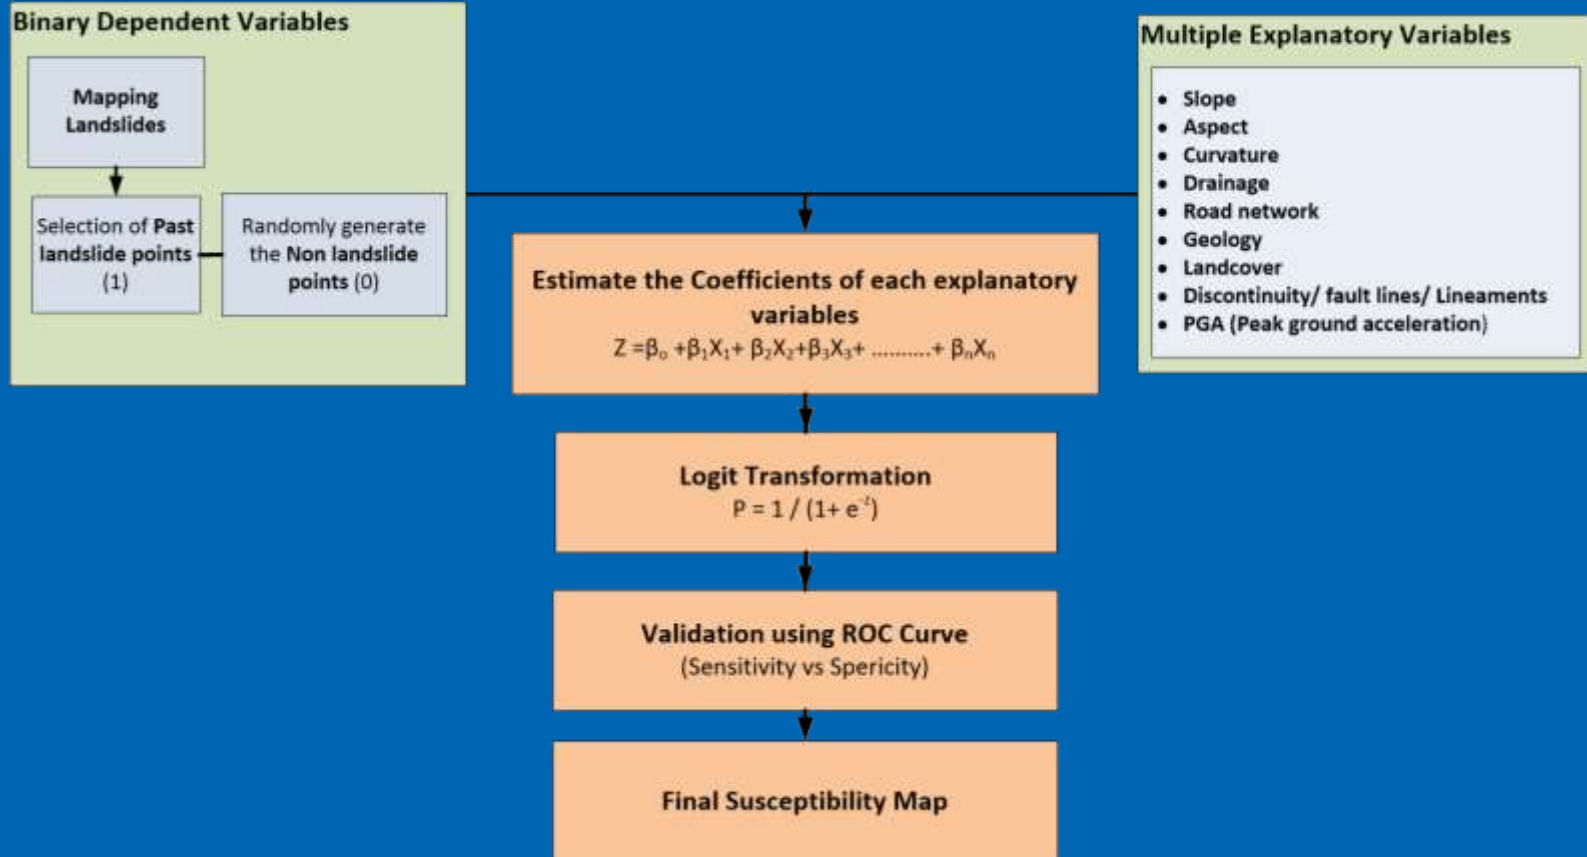 Binary Dependent Variables
Mapping
Landslides
Selection of Past
landslide points
(1)
Randomly generate
the Non landslide
points (0)
Multiple Explanatory Variables
• Slope
• Aspect
• Curvature
• Drainage
• Road network
• Geology
• Landcover
• Discontinuity/ fault lines/ Lineaments
• PGA (Peak ground acceleration)
Estimate the Coefficients of each explanatory
variables
Z =βₒ +β₁X₁+ β₂X₂+β₃X₃+ ..........+ βₙXₙ
Logit Transformation
P = 1 / (1+ e⁻ᶻ)
Validation using ROC Curve
(Sensitivity vs Spericity)
Final Susceptibility Map